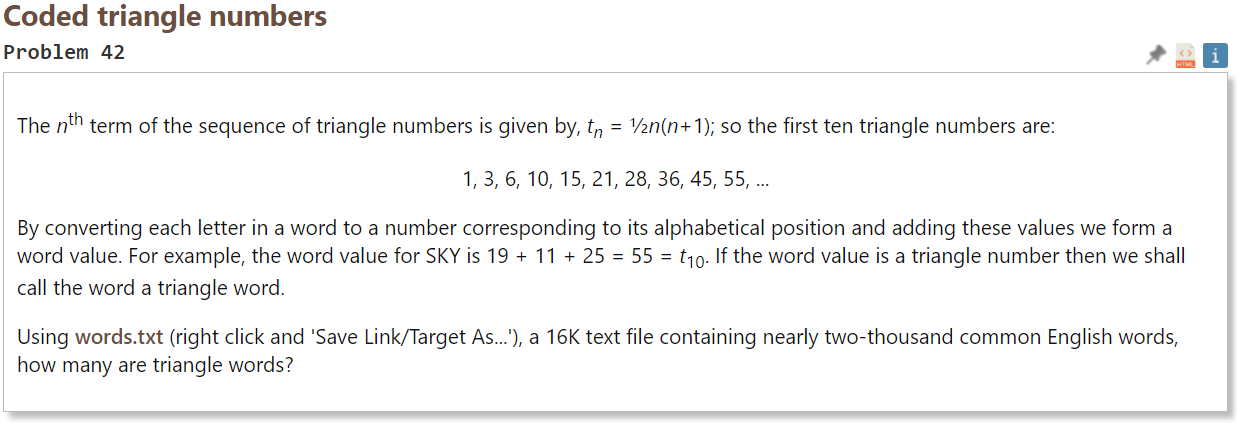 Coded triangle numbers
Problem 42
HTML
i
The nth term of the sequence of triangle numbers is given by, tn = ½n(n+1); so the first ten triangle numbers are:
1, 3, 6, 10, 15, 21, 28, 36, 45, 55, ...
By converting each letter in a word to a number corresponding to its alphabetical position and adding these values we form a
word value. For example, the word value for SKY is 19 + 11 + 25 = 55 = t10. If the word value is a triangle number then we shall
call the word a triangle word.
Using words.txt (right click and 'Save Link/Target As...'), a 16K text file containing nearly two-thousand common English words,
how many are triangle words?